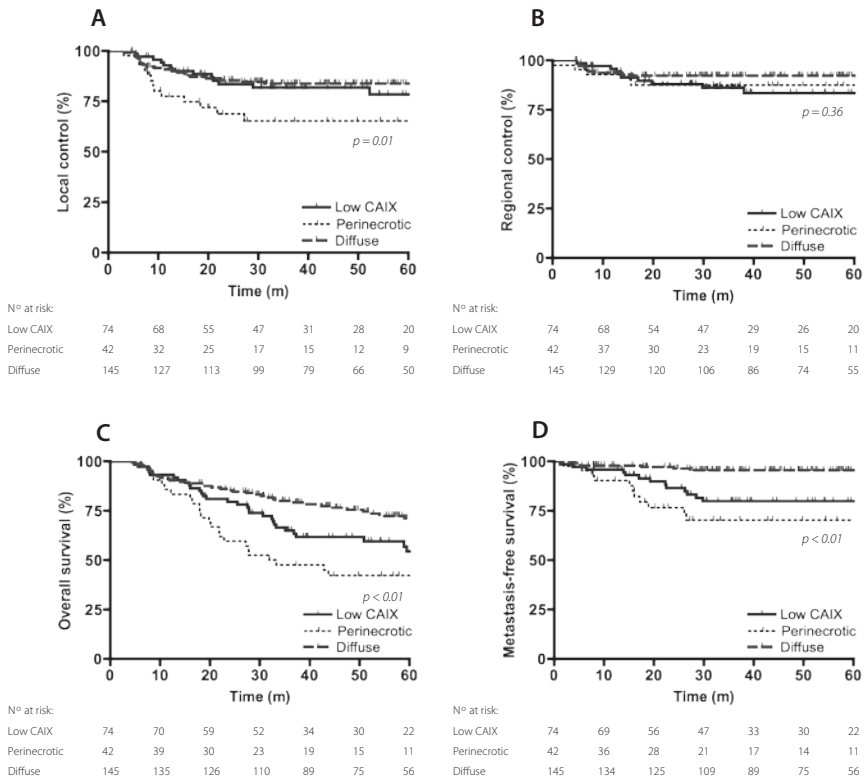 A
Local control (%)
100
75
50
25
0
p = 0.01
Low CAIX
Perinecrotic
Diffuse
0 10 20 30 40 50 60
Time (m)
Nº at risk:
Low CAIX 74 68 55 47 31 28 20
Perinecrotic 42 32 25 17 15 12 9
Diffuse 145 127 113 99 79 66 50
B
Regional control (%)
100
75
50
25
0
p = 0.36
Low CAIX
Perinecrotic
Diffuse
0 10 20 30 40 50 60
Time (m)
Nº at risk:
Low CAIX 74 68 54 47 29 26 20
Perinecrotic 42 37 30 23 19 15 11
Diffuse 145 129 120 106 86 74 55
C
Overall survival (%)
100
75
50
25
0
p < 0.01
Low CAIX
Perinecrotic
Diffuse
0 10 20 30 40 50 60
Time (m)
Nº at risk:
Low CAIX 74 70 59 52 34 30 22
Perinecrotic 42 39 30 23 19 15 11
Diffuse 145 135 126 110 89 75 56
D
Metastasis-free survival (%)
100
75
50
25
0
p < 0.01
Low CAIX
Perinecrotic
Diffuse
0 10 20 30 40 50 60
Time (m)
Nº at risk:
Low CAIX 74 69 56 47 33 30 22
Perinecrotic 42 36 28 21 17 14 11
Diffuse 145 134 125 109 89 75 56